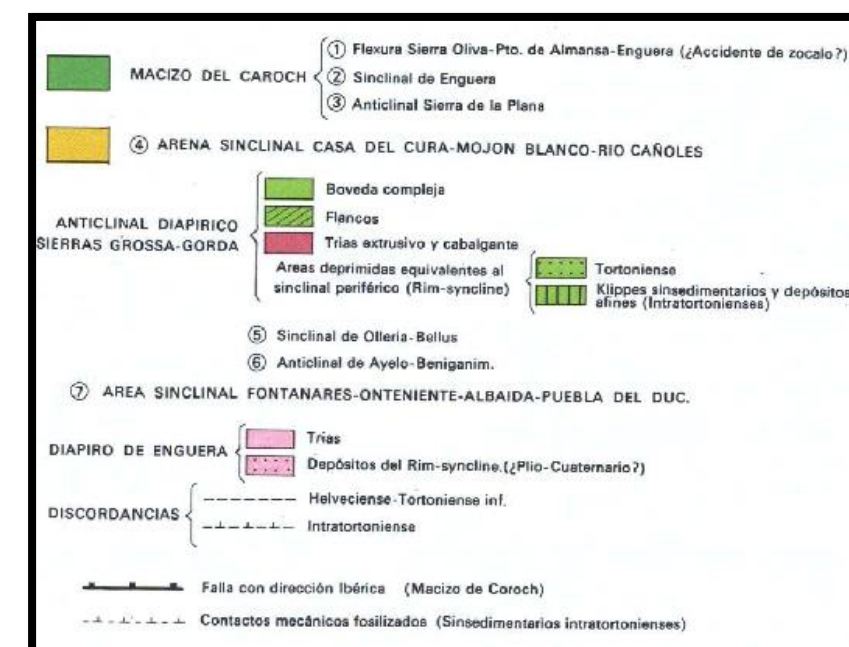 MACIZO DEL CAROCH
① Flexura Sierra Oliva-Pto. de Almansa-Enguera (¿Accidente de zocalo?)
② Sinclinal de Enguera
③ Anticlinal Sierra de la Plana
④ ARENA SINCLINAL CASA DEL CURA-MOJON BLANCO-RIO CAÑOLES
ANTICLINAL DIAPIRICO
SIERRAS GROSSA-GORDA
Boveda compleja
Flancos
Trias extrusivo y cabalgante
Areas deprimidas equivalentes al
sinclinal periférico (Rim-syncline)
Tortoniense
Klippes sinsedimentarios y depósitos
afines (Intratortonienses)
⑤ Sinclinal de Olleria-Bellus
⑥ Anticlinal de Ayelo-Beniganim.
⑦ AREA SINCLINAL FONTANARES-ONTENIENTE-ALBAIDA-PUEBLA DEL DUC.
DIAPIRO DE ENGUERA
Trias
Depósitos del Rim-syncline.(¿Plio-Cuaternario?)
DISCORDANCIAS
Helveciense-Tortoniense inf.
Intratortoniense
Falla con dirección Ibérica (Macizo de Coroch)
Contactos mecánicos fosilizados (Sinsedimentarios intratortonienses)